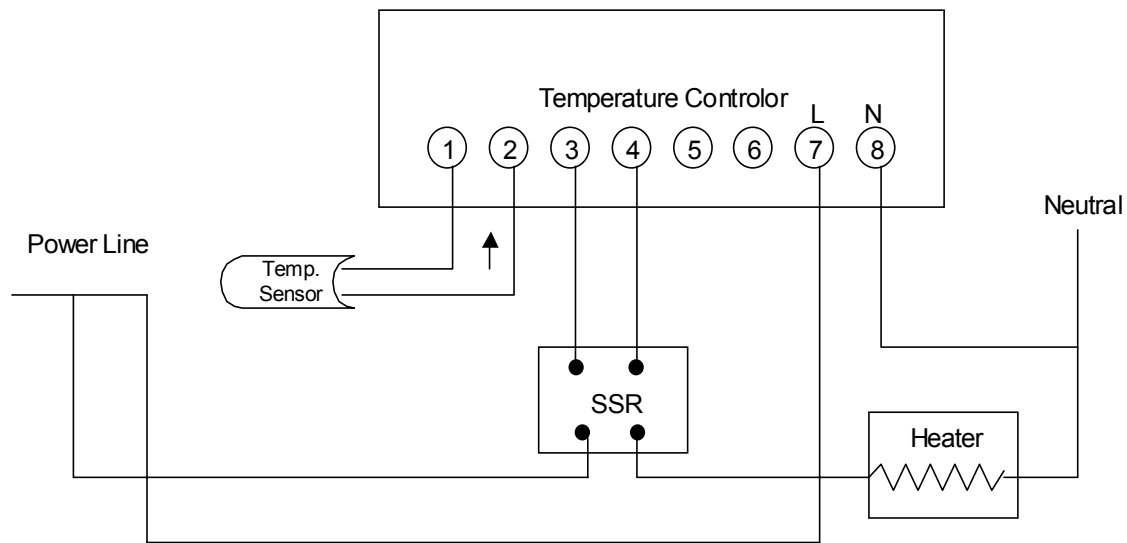 Temperature Controlor
L N
1 2 3 4 5 6 7 8
Neutral
Power Line
Temp.
Sensor
SSR
Heater